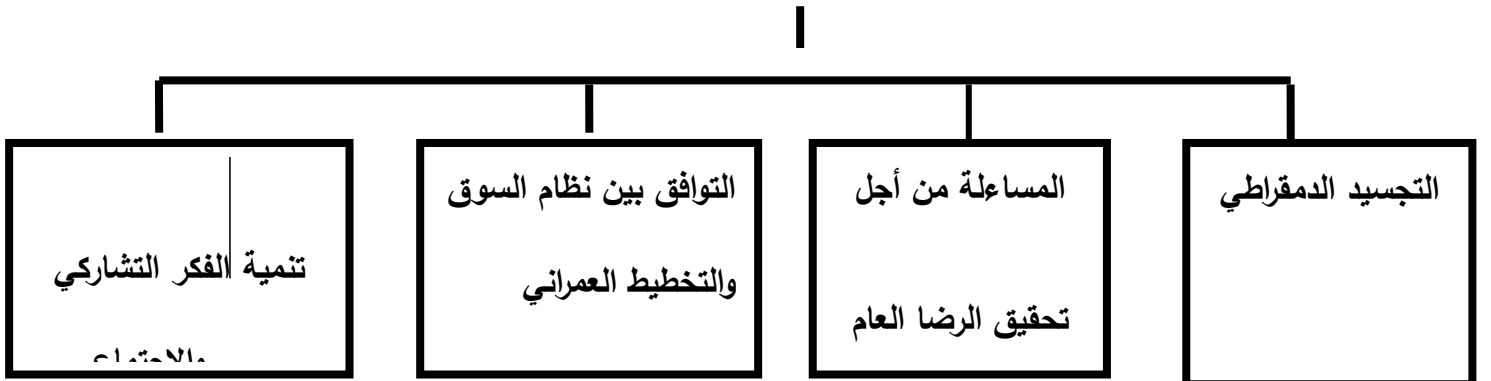 التجسيد الدمقراطي
المساءلة من أجل
تحقيق الرضا العام
التوافق بين نظام السوق
والتخطيط العمراني
تنمية الفكر التشاركي